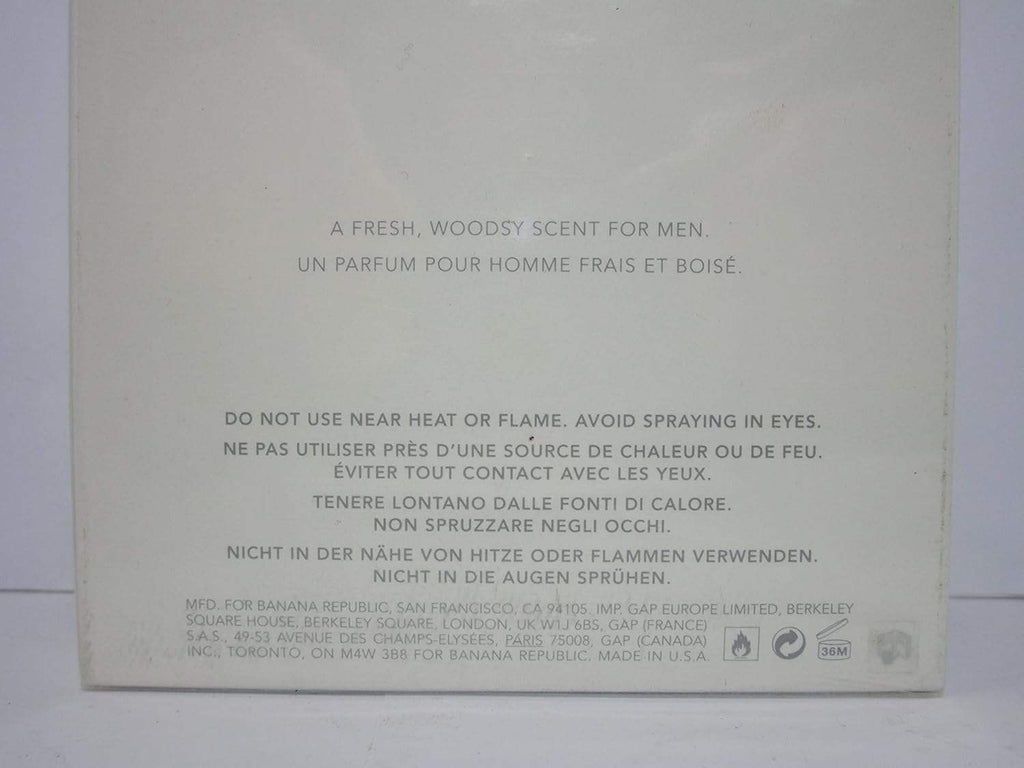 A FRESH, WOODSY SCENT FOR MEN.
UN PARFUM POUR HOMME FRAIS ET BOISÉ.
DO NOT USE NEAR HEAT OR FLAME. AVOID SPRAYING IN EYES.
NE PAS UTILISER PRÈS D'UNE SOURCE DE CHALEUR OU DE FEU.
ÉVITER TOUT CONTACT AVEC LES YEUX.
TENERE LONTANO DALLE FONTI DI CALORE.
NON SPRUZZARE NEGLI OCCHI.
NICHT IN DER NÄHE VON HITZE ODER FLAMMEN VERWENDEN.
NICHT IN DIE AUGEN SPRÜHEN.
MFD. FOR BANANA REPUBLIC, SAN FRANCISCO, CA 94105. IMP. GAP EUROPE LIMITED, BERKELEY
SQUARE HOUSE, BERKELEY SQUARE, LONDON, UK W1J 6BS, GAP (FRANCE)
S.A.S., 49-53 AVENUE DES CHAMPS-ELYSÉES, PARIS 75008, GAP (CANADA)
INC., TORONTO, ON M4W 3B8 FOR BANANA REPUBLIC. MADE IN U.S.A.
36M